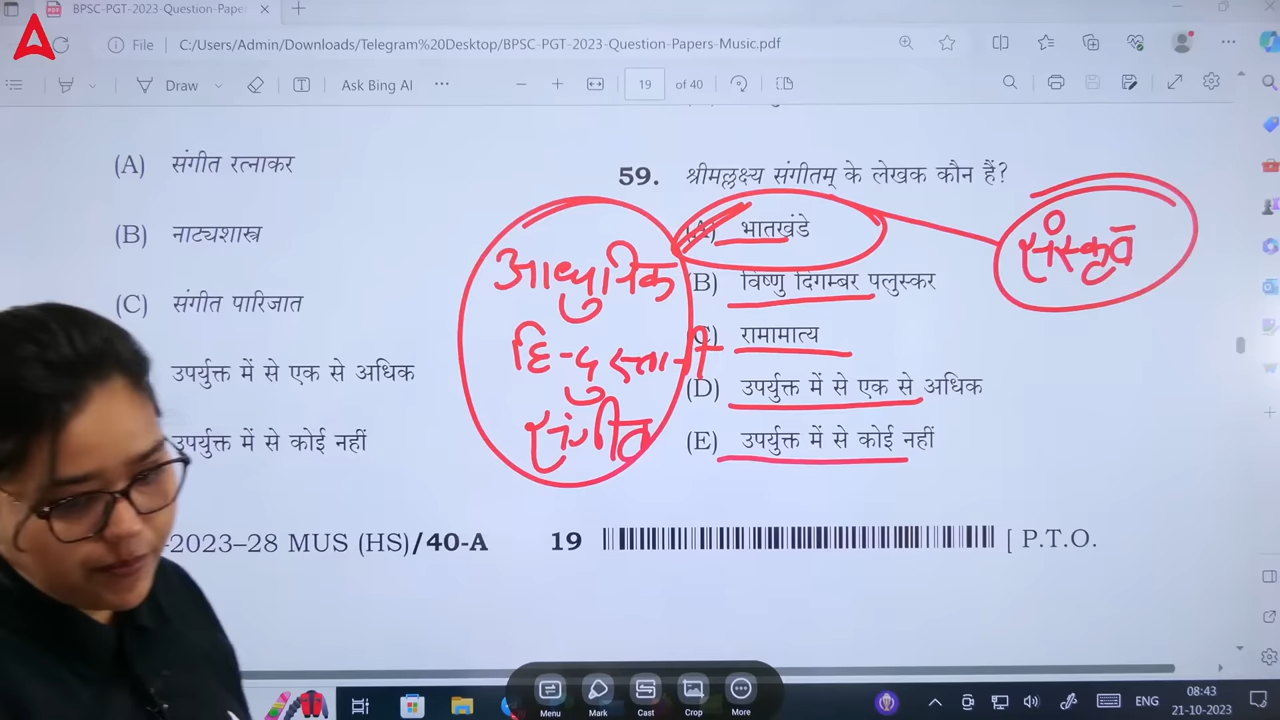 BPSC-PGT-2023-Question-Pape
File
C:/Users/Admin/Downloads/Telegram%20Desktop/BPSC-PGT-2023-Question-Papers-Music.pdf
Draw
Ask Bing AI
19
of 40
(A) संगीत रत्नाकर
(B) नाट्यशास्त्र
(C) संगीत पारिजात
उपर्युक्त में से एक से अधिक
उपर्युक्त में से कोई नहीं
59. श्रीमल्लक्ष्य संगीतम् के लेखक कौन हैं?
(A) भातखंडे
(B) विष्णु दिगम्बर पलुस्कर
(C) रामामात्य
(D) उपर्युक्त में से एक से अधिक
(E) उपर्युक्त में से कोई नहीं
आधुनिक
हिन्दुस्तानी
संगीत
संस्कृत
-2023–28 MUS (HS)/40-A
19
[ P.T.O.
Menu
Mark
Cast
Crop
More
ENG
08:43
21-10-2023